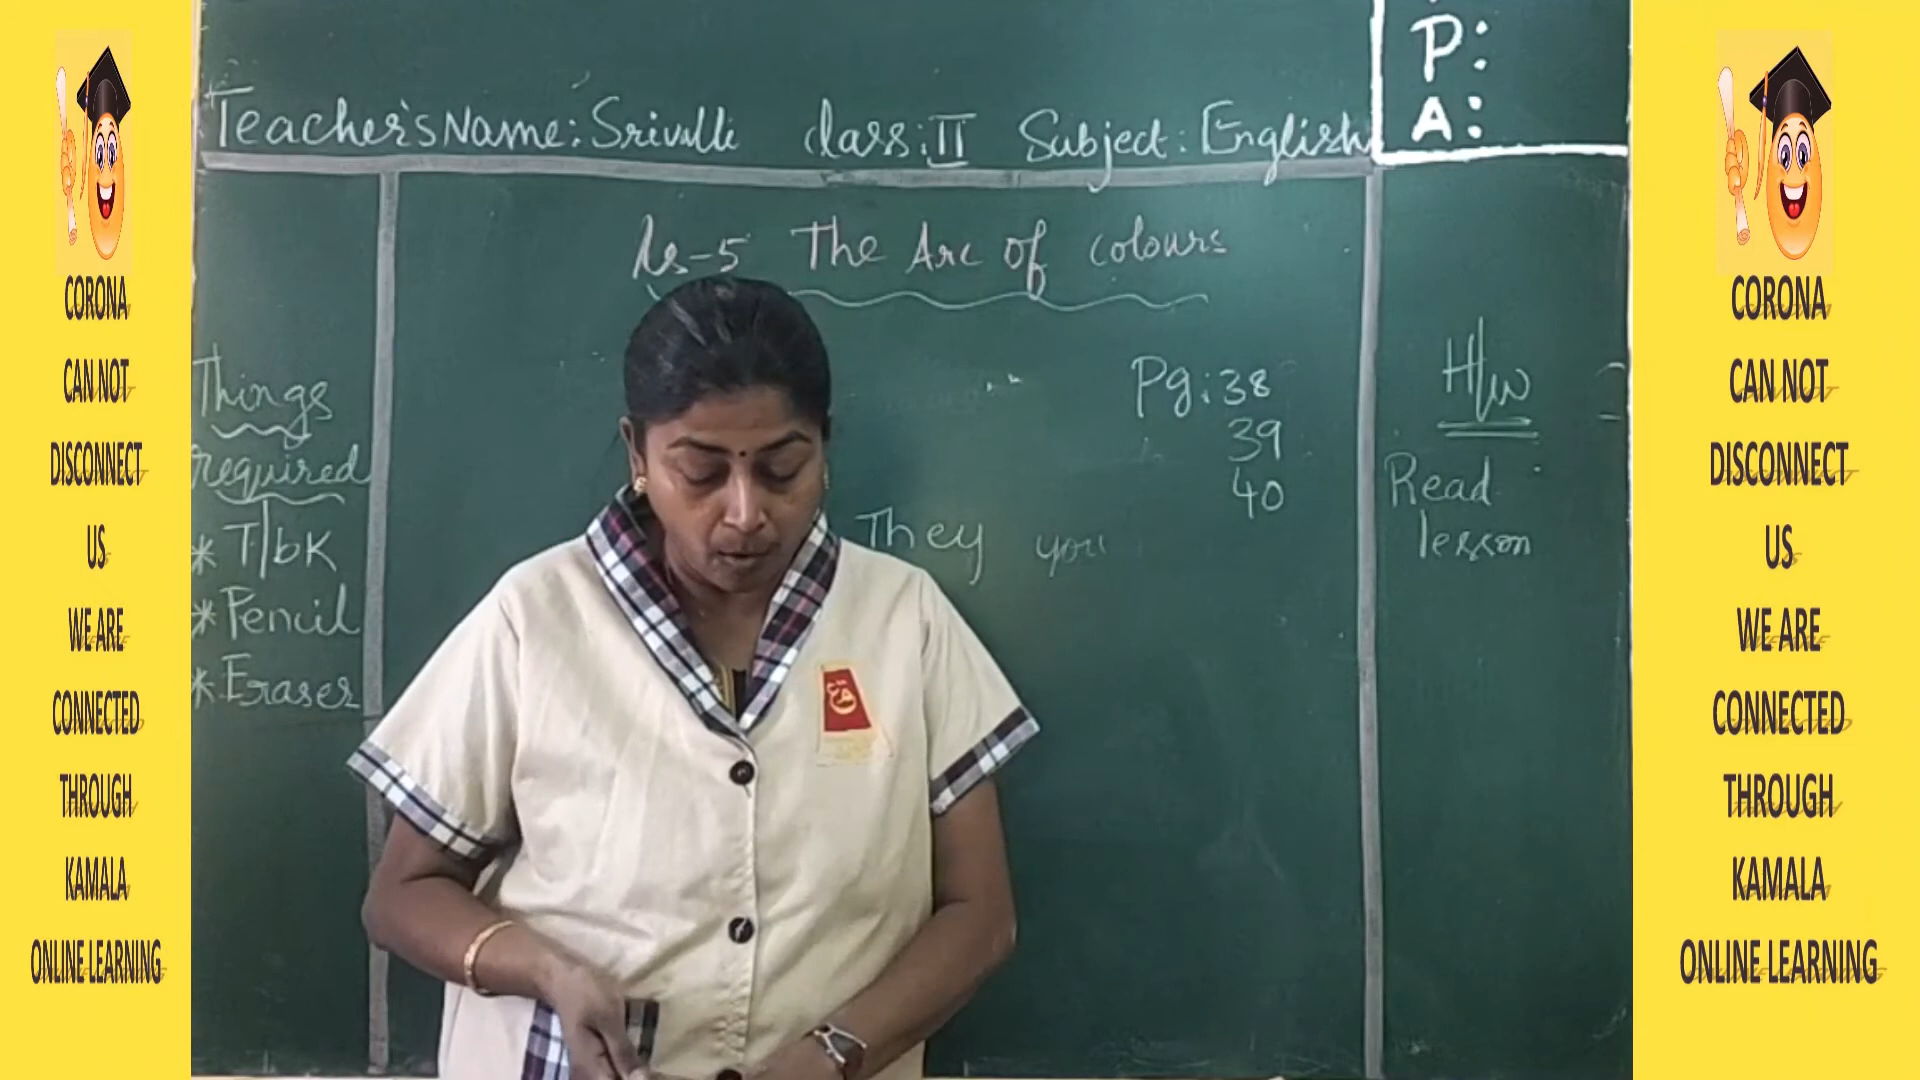 CORONA
CAN NOT
DISCONNECT
US
WE ARE
CONNECTED
THROUGH
KAMALA
ONLINE LEARNING
P:
A:
Teacher's Name: Srivalli Class: II Subject: English
Ls-5 The Arc of colours
Things
required
* T/bK
* Pencil
* Eraser
Pg: 38
39
40
They you
H/W
Read
lesson
CORONA
CAN NOT
DISCONNECT
US
WE ARE
CONNECTED
THROUGH
KAMALA
ONLINE LEARNING